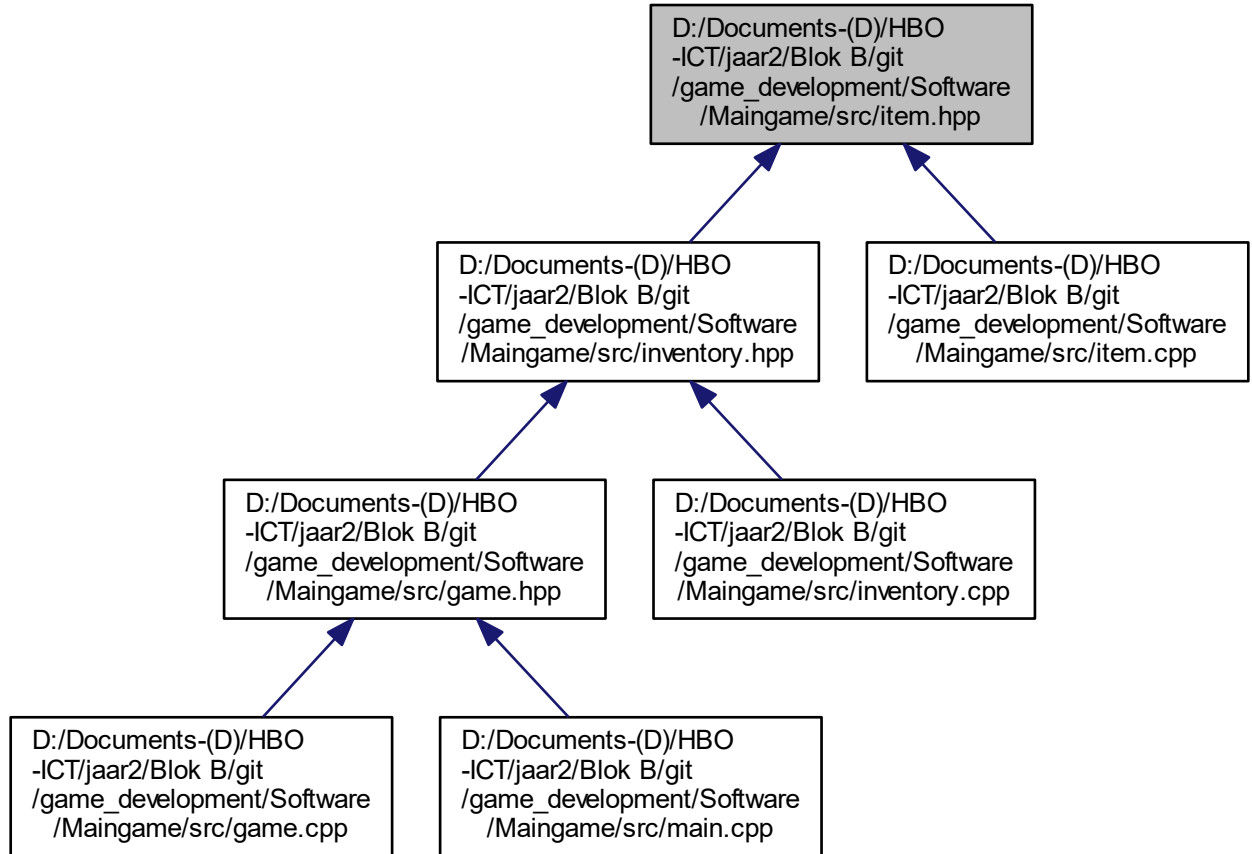 D:/Documents-(D)/HBO
-ICT/jaar2/Blok B/git
/game_development/Software
/Maingame/src/item.hpp
D:/Documents-(D)/HBO
-ICT/jaar2/Blok B/git
/game_development/Software
/Maingame/src/inventory.hpp
D:/Documents-(D)/HBO
-ICT/jaar2/Blok B/git
/game_development/Software
/Maingame/src/item.cpp
D:/Documents-(D)/HBO
-ICT/jaar2/Blok B/git
/game_development/Software
/Maingame/src/game.hpp
D:/Documents-(D)/HBO
-ICT/jaar2/Blok B/git
/game_development/Software
/Maingame/src/inventory.cpp
D:/Documents-(D)/HBO
-ICT/jaar2/Blok B/git
/game_development/Software
/Maingame/src/game.cpp
D:/Documents-(D)/HBO
-ICT/jaar2/Blok B/git
/game_development/Software
/Maingame/src/main.cpp